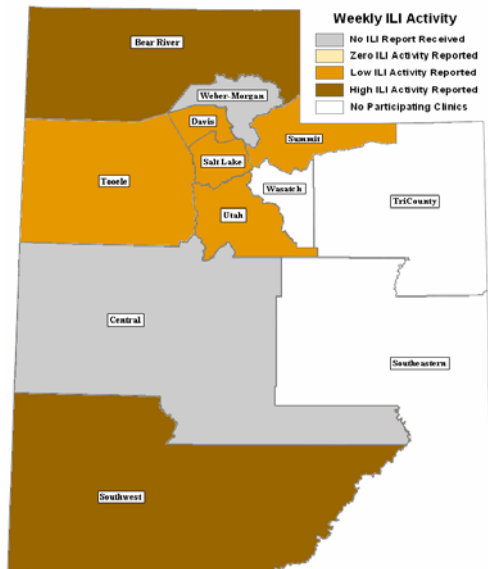 Weekly ILI Activity
No ILI Report Received
Zero ILI Activity Reported
Low ILI Activity Reported
High ILI Activity Reported
No Participating Clinics
Bear River
Weber-Morgan
Davis
Summit
Salt Lake
Tooele
Wasatch
TriCounty
Utah
Central
Southeastern
Southwest